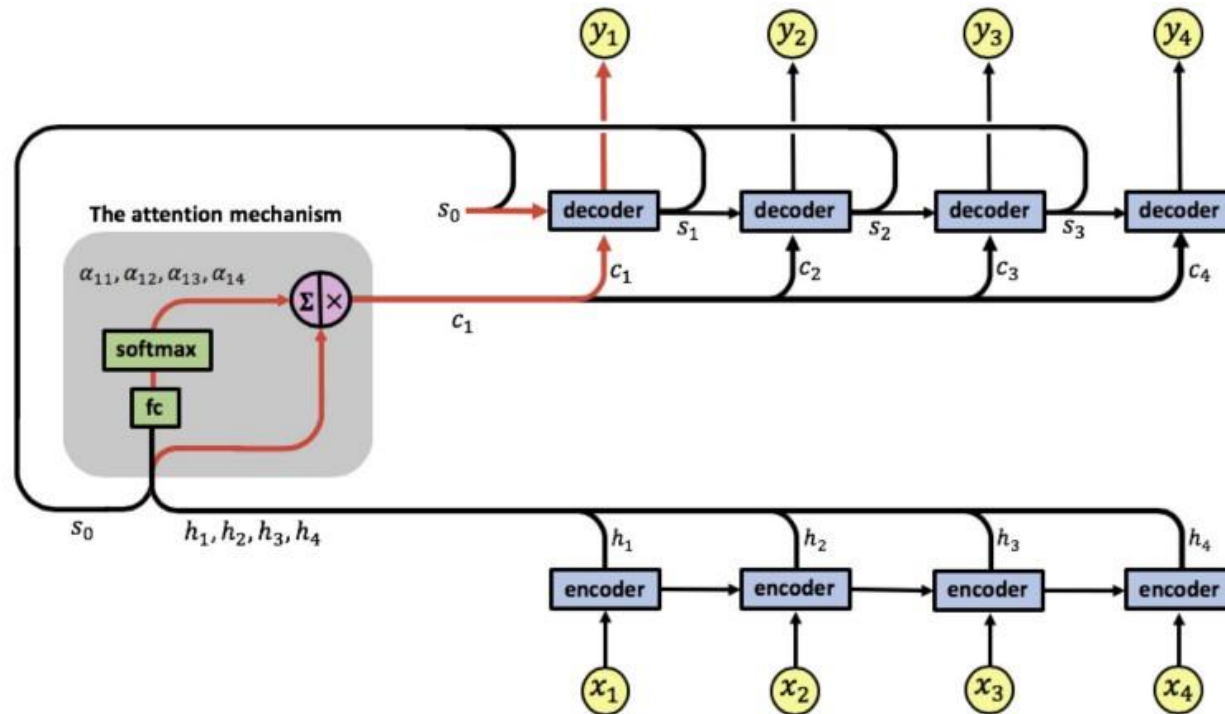 y₁ y₂ y₃ y₄
s₀ decoder s₁ decoder s₂ decoder s₃ decoder
The attention mechanism
α₁₁, α₁₂, α₁₃, α₁₄
c₁ c₂ c₃ c₄
Σ ×
c₁
softmax
fc
s₀ h₁, h₂, h₃, h₄
h₁ h₂ h₃ h₄
encoder encoder encoder encoder
x₁ x₂ x₃ x₄